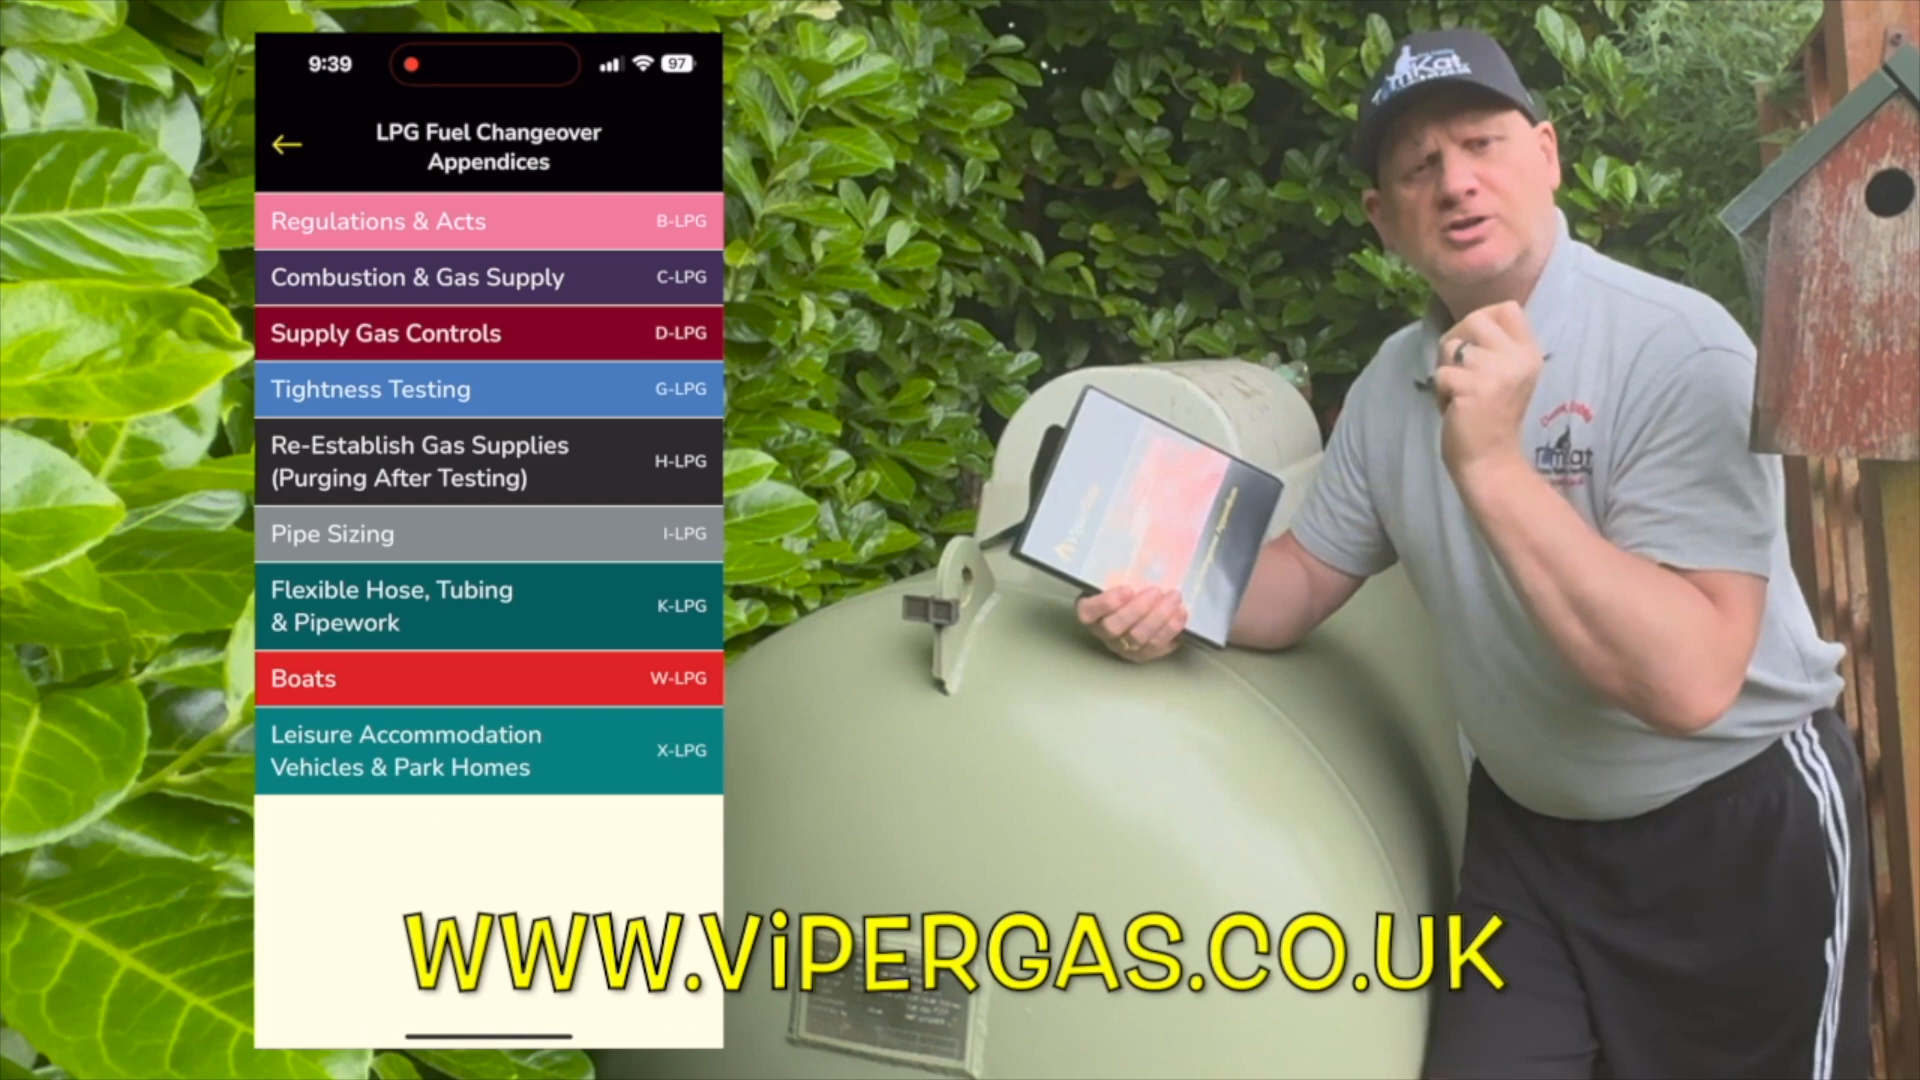 9:39
97
LPG Fuel Changeover
Appendices
Regulations & Acts B-LPG
Combustion & Gas Supply C-LPG
Supply Gas Controls D-LPG
Tightness Testing G-LPG
Re-Establish Gas Supplies
(Purging After Testing) H-LPG
Pipe Sizing I-LPG
Flexible Hose, Tubing
& Pipework K-LPG
Boats W-LPG
Leisure Accommodation
Vehicles & Park Homes X-LPG
WWW.ViPERGAS.CO.UK